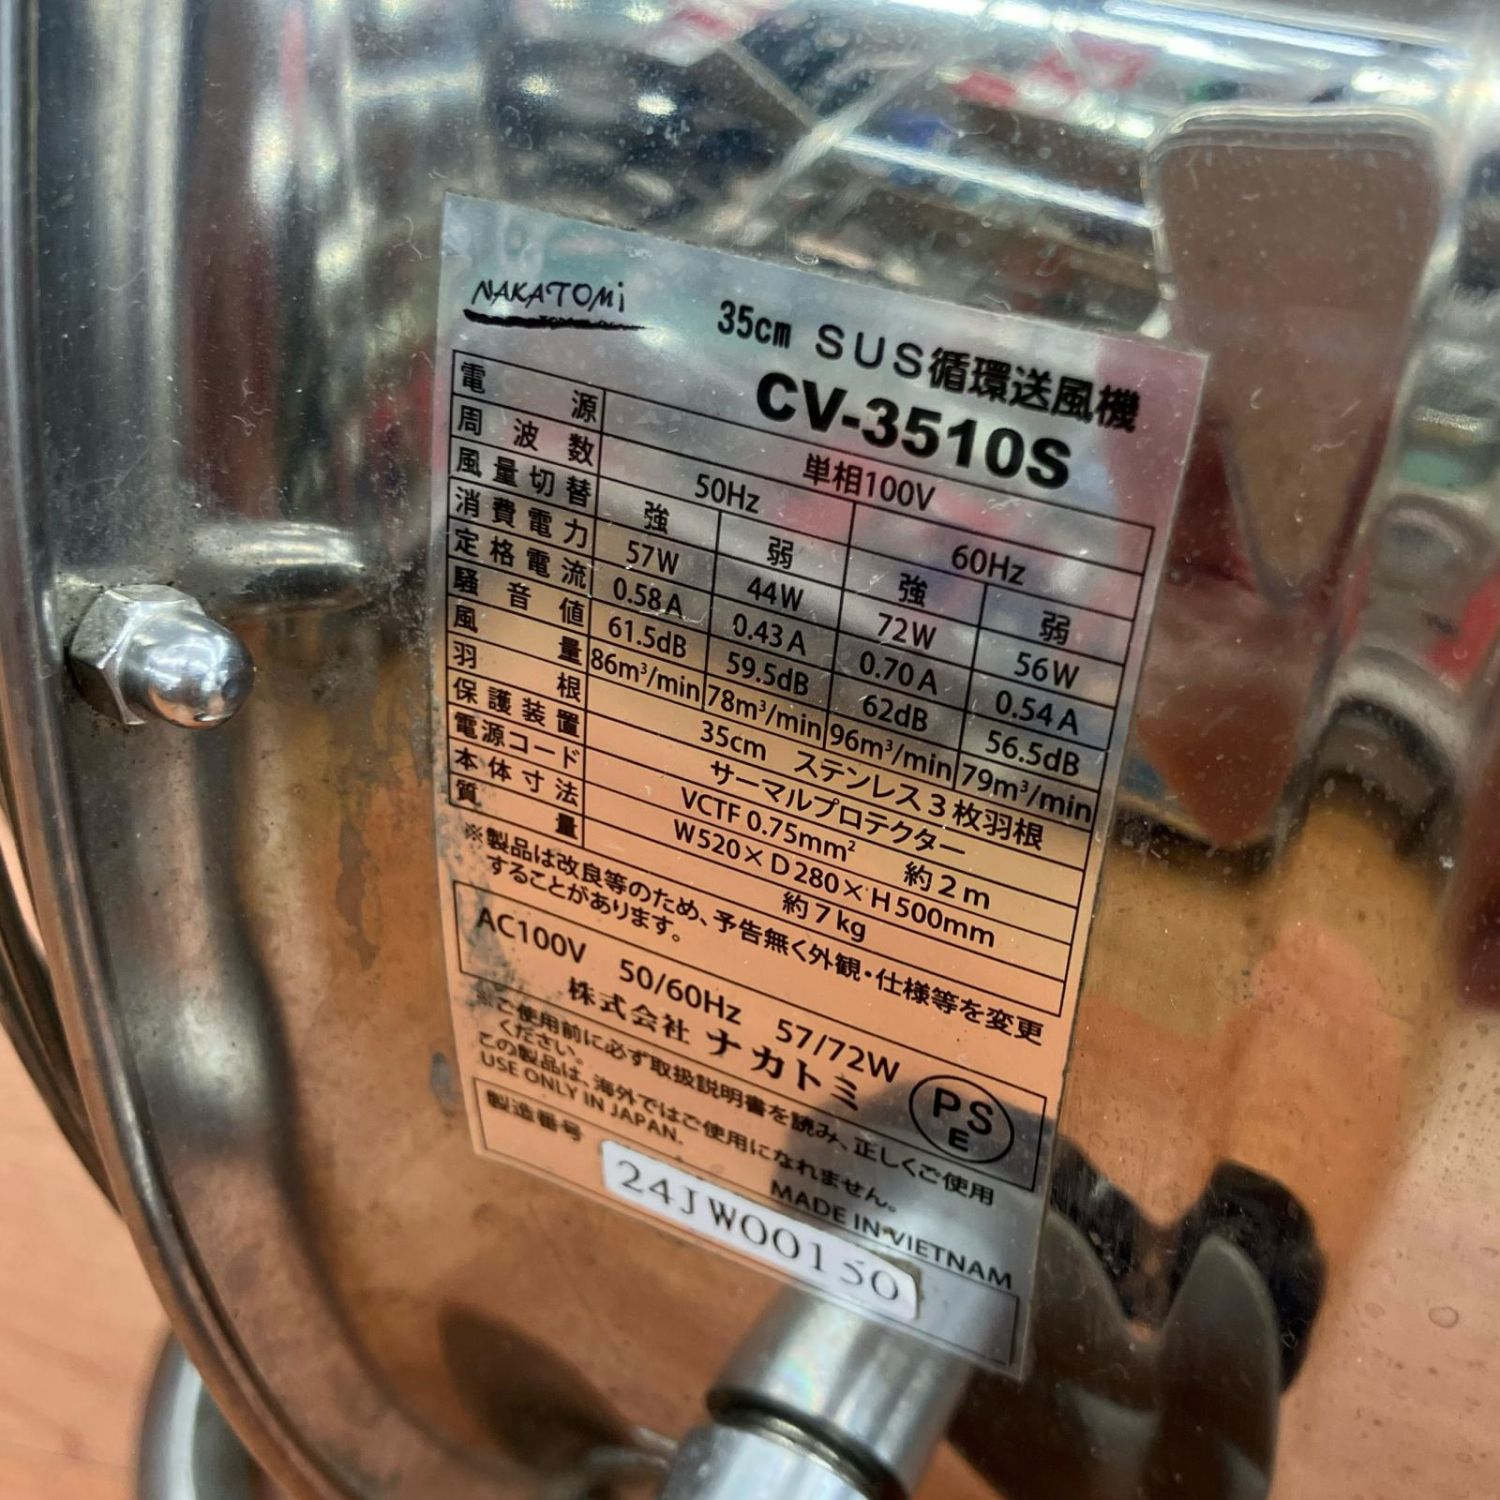 NAKATOMi
35cm SUS循環送風機
CV-3510S
電源 単相100V
周波数 50Hz 60Hz
風量切替 強 弱 強 弱
消費電力 57W 44W 72W 56W
定格電流 0.58A 0.43A 0.70A 0.54A
騒音値 61.5dB 59.5dB 62dB 56.5dB
風量 86m³/min 78m³/min 96m³/min 79m³/min
羽根 35cm ステンレス3枚羽根
保護装置 サーマルプロテクター
電源コード VCTF 0.75mm² 約2m
本体寸法 W520×D280×H500mm
質量 約7kg
※製品は改良等のため、予告無く外観・仕様等を変更
することがあります。
AC100V 50/60Hz 57/72W
株式会社 ナカトミ
PS
E
※ご使用前に必ず取扱説明書を読み、正しくご使用
ください。
この製品は、海外ではご使用になれません。
USE ONLY IN JAPAN.
MADE IN VIETNAM
製造番号 24JW00150